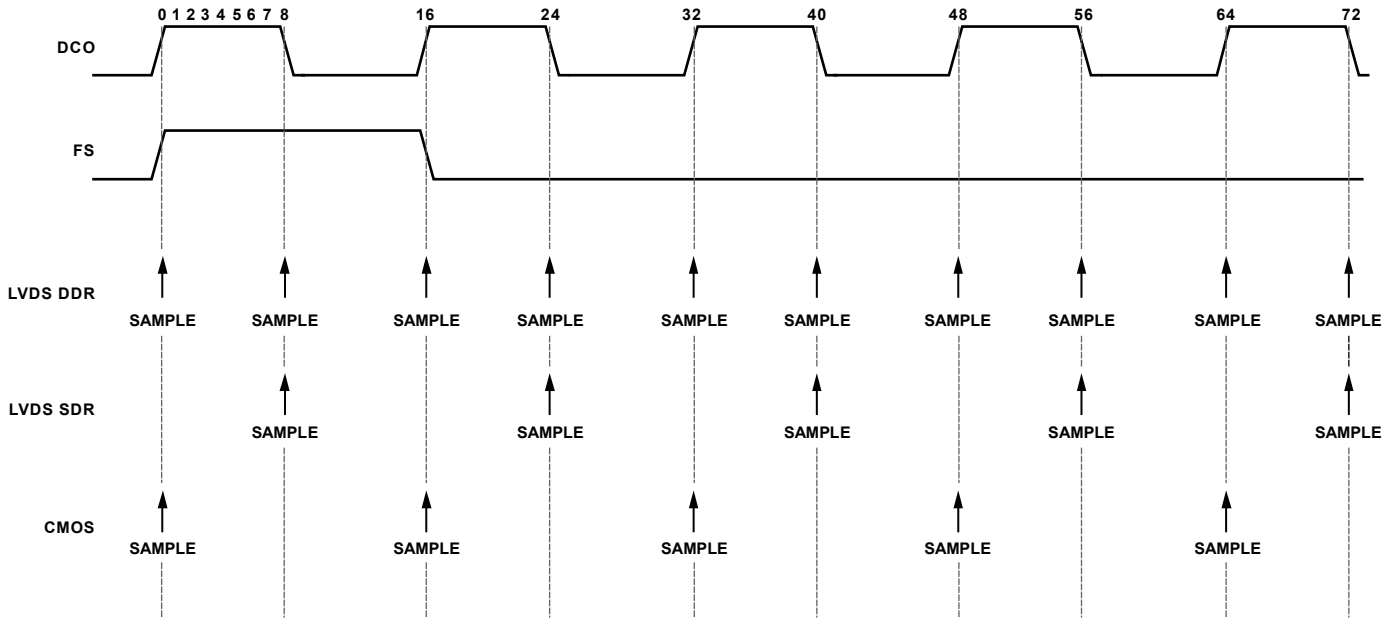 0 1 2 3 4 5 6 7 8 16 24 32 40 48 56 64 72
DCO
FS
LVDS DDR
SAMPLE SAMPLE SAMPLE SAMPLE SAMPLE SAMPLE SAMPLE SAMPLE SAMPLE SAMPLE
LVDS SDR
SAMPLE SAMPLE SAMPLE SAMPLE SAMPLE
CMOS
SAMPLE SAMPLE SAMPLE SAMPLE SAMPLE